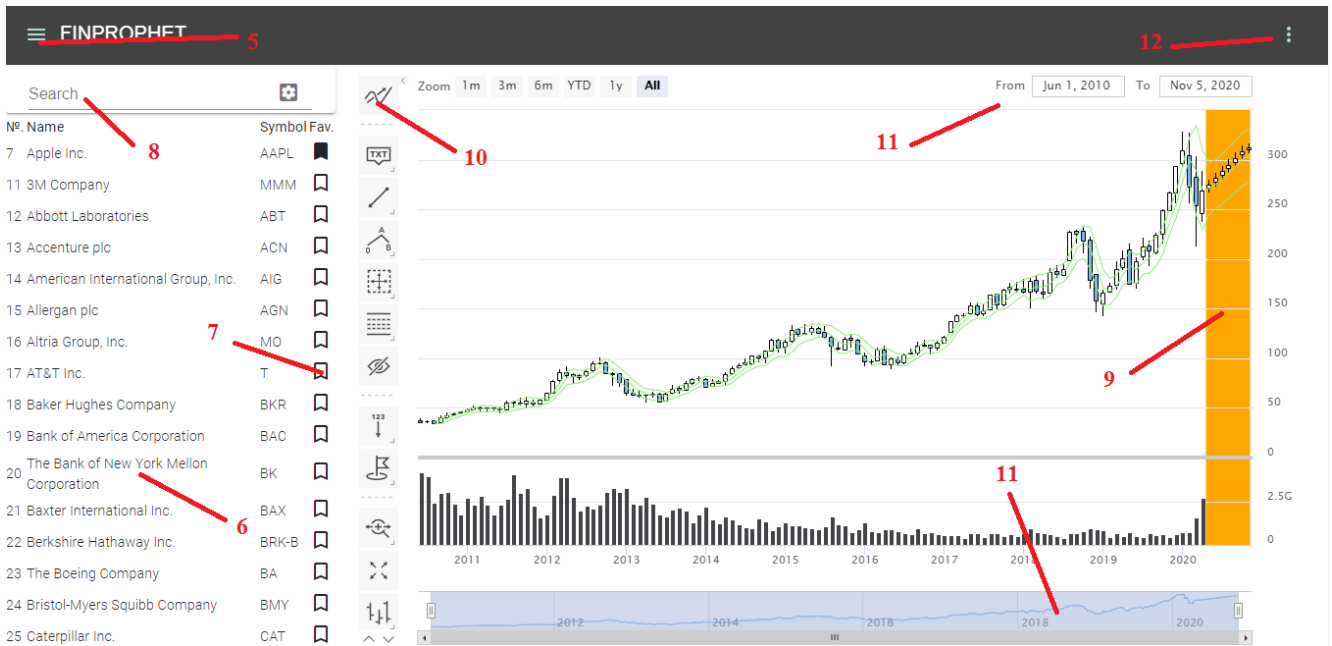 FINPROPHET
5
12
Search
8
№. Name Symbol Fav.
7 Apple Inc. AAPL
11 3M Company MMM
12 Abbott Laboratories ABT
13 Accenture plc ACN
14 American International Group, Inc. AIG
15 Allergan plc AGN
16 Altria Group, Inc. MO
7
17 AT&T Inc. T
18 Baker Hughes Company BKR
19 Bank of America Corporation BAC
20 The Bank of New York Mellon
Corporation BK
6
21 Baxter International Inc. BAX
22 Berkshire Hathaway Inc. BRK-B
23 The Boeing Company BA
24 Bristol-Myers Squibb Company BMY
25 Caterpillar Inc. CAT
10
TXT
A
0 B
123
Zoom 1m 3m 6m YTD 1y All
From Jun 1, 2010 To Nov 5, 2020
11
300
250
200
150
9
100
50
0
11
2.5G
0
2011 2012 2013 2014 2015 2016 2017 2018 2019 2020
2012 2014 2016 2018 2020